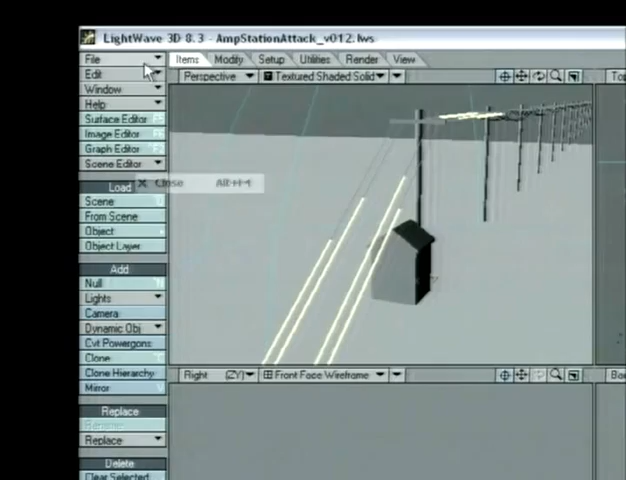 LightWave 3D 8.3 - AmpStationAttack_v012.lws
File
Items Modify Setup Utilities Render View
Edit
Perspective Textured Shaded Solid
Window
Help
Surface Editor
Image Editor
Graph Editor
Scene Editor
Close Alt+F4
Load
Scene
From Scene
Object
Object Layer
Add
Null
Lights
Camera
Dynamic Obj
Cvt Powergons
Clone
Clone Hierarchy
Right (ZY) Front Face Wireframe
Mirror
Replace
Rename
Replace
Delete
Clear Selected